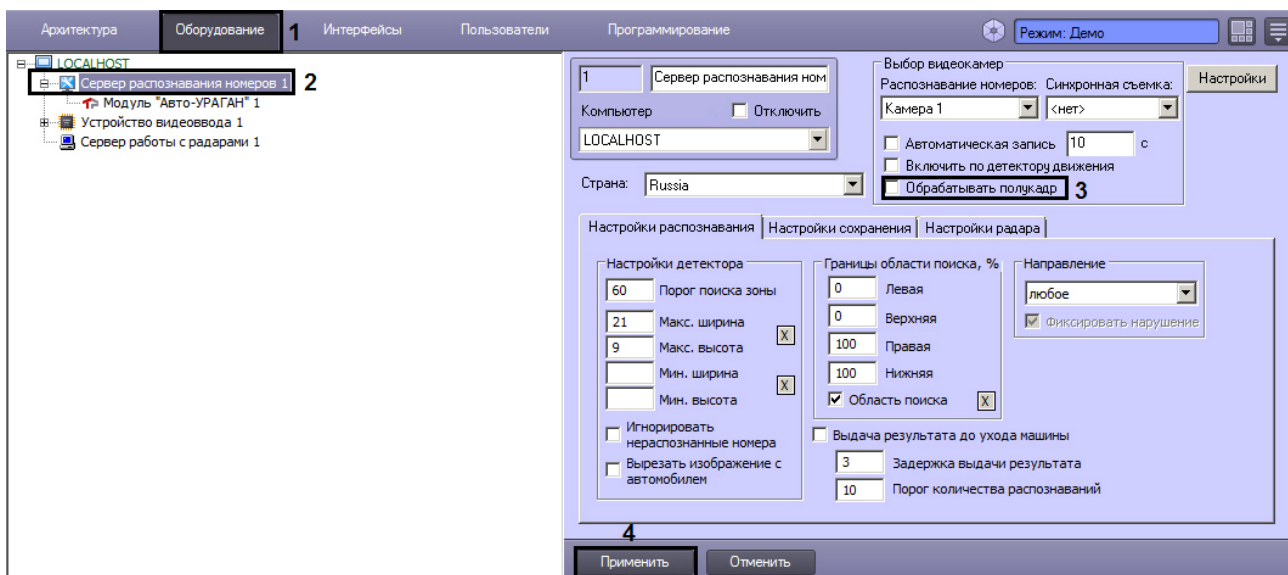 Архитектура
Оборудование
1
Интерфейсы
Пользователи
Программирование
Режим: Демо
LOCALHOST
Сервер распознавания номеров 1
2
Модуль "Авто-УРАГАН" 1
Устройство видеоввода 1
Сервер работы с радарами 1
1
Сервер распознавания ном
Компьютер
Отключить
LOCALHOST
Страна:
Russia
Выбор видеокамер
Распознавание номеров:
Синхронная съемка:
Камера 1
<нет>
Автоматическая запись
10
с
Включить по детектору движения
Обрабатывать полукадр
3
Настройки
Настройки распознавания
Настройки сохранения
Настройки радара
Настройки детектора
60
Порог поиска зоны
21
Макс. ширина
9
Макс. высота
X
Мин. ширина
Мин. высота
X
Игнорировать
нераспознанные номера
Вырезать изображение с
автомобилем
Границы области поиска, %
0
Левая
0
Верхняя
100
Правая
100
Нижняя
Область поиска
X
Направление
любое
Фиксировать нарушение
Выдача результата до ухода машины
3
Задержка выдачи результата
10
Порог количества распознаваний
4
Применить
Отменить